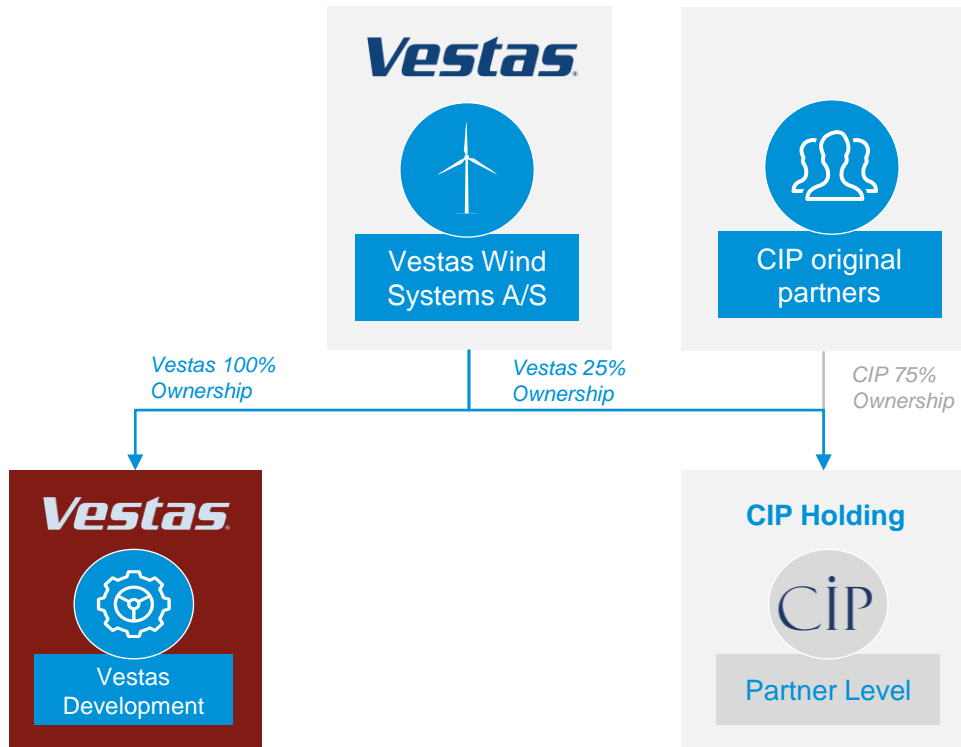 Vestas®
Vestas Wind
Systems A/S
CIP original
partners
Vestas 100%
Ownership
Vestas 25%
Ownership
CIP 75%
Ownership
Vestas®
Vestas
Development
CIP Holding
CİP
Partner Level